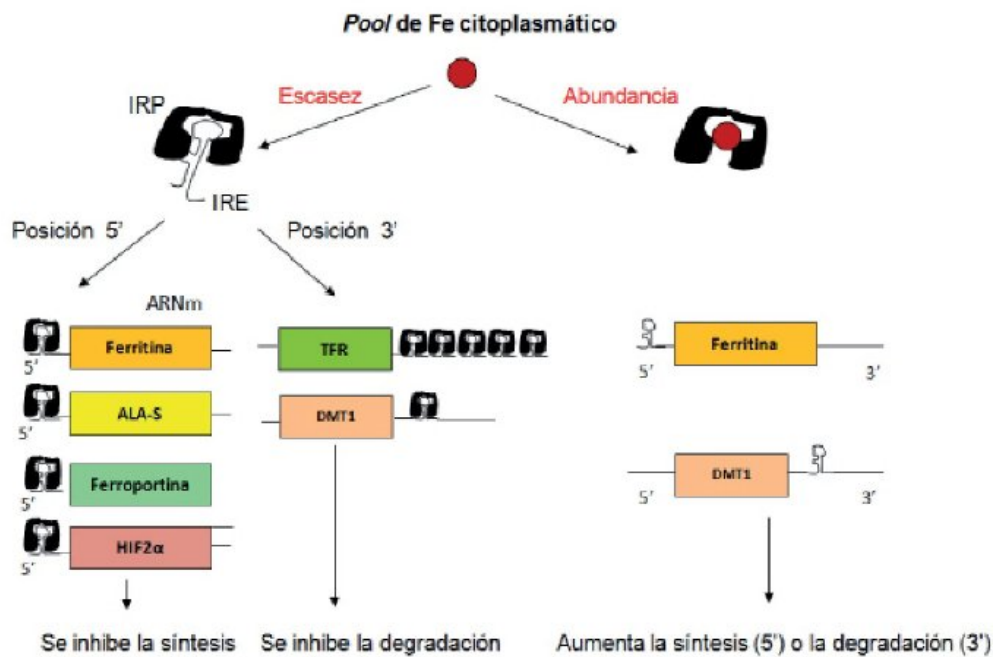 Pool de Fe citoplasmático
Escasez
Abundancia
IRP
IRE
Posición 5'
Posición 3'
ARNm
Ferritina
5'
ALA-S
5'
Ferroportina
5'
HIF2α
5'
TFR
DMT1
Ferritina
5'
3'
DMT1
5'
3'
Se inhibe la síntesis
Se inhibe la degradación
Aumenta la síntesis (5') o la degradación (3')